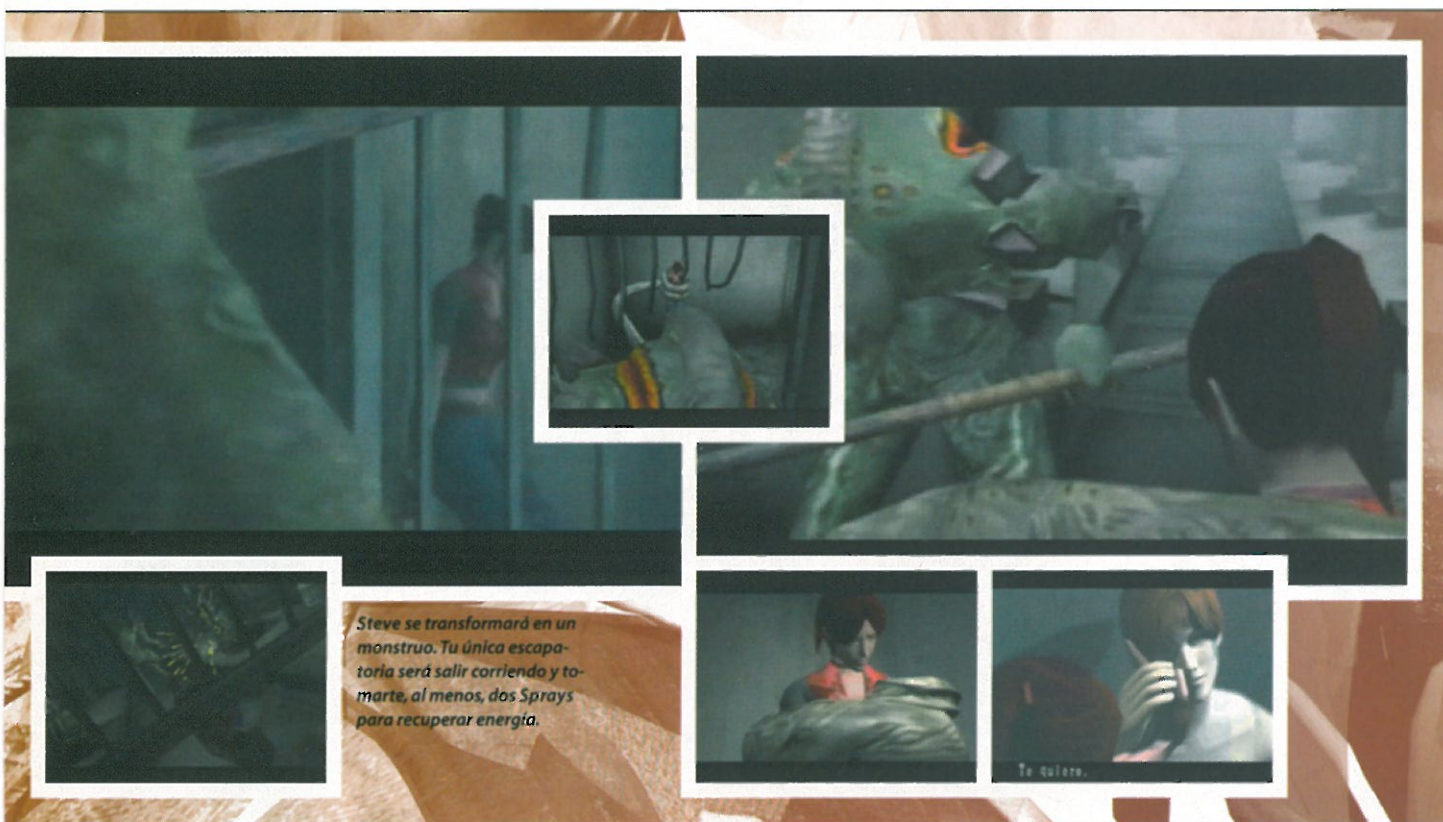 Steve se transformará en un
monstruo. Tu única escapa-
toria será salir corriendo y to-
marte, al menos, dos Sprays
para recuperar energía.
Te quiero.